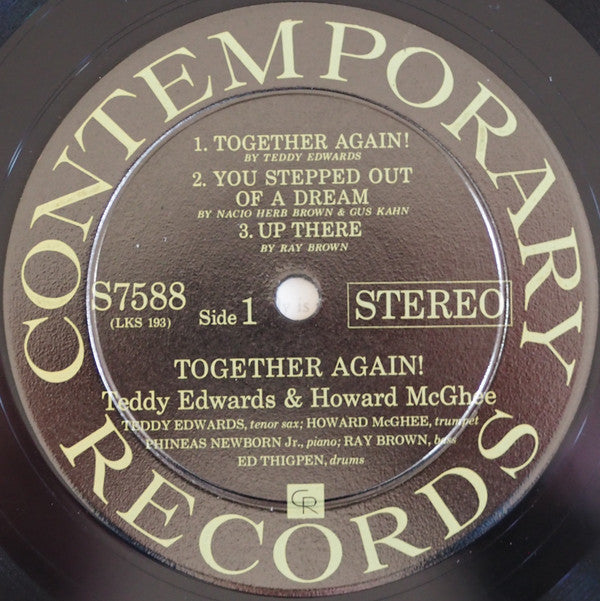 CONTEMPORARY
1. TOGETHER AGAIN!
BY TEDDY EDWARDS
2. YOU STEPPED OUT
OF A DREAM
BY NACIO HERB BROWN & GUS KAHN
3. UP THERE
BY RAY BROWN
S7588
(LKS 193)
Side 1
STEREO
TOGETHER AGAIN!
Teddy Edwards & Howard McGhee
TEDDY EDWARDS, tenor sax; HOWARD McGHEE, trumpet
PHINEAS NEWBORN Jr., piano; RAY BROWN, bass
ED THIGPEN, drums
CR
RECORDS